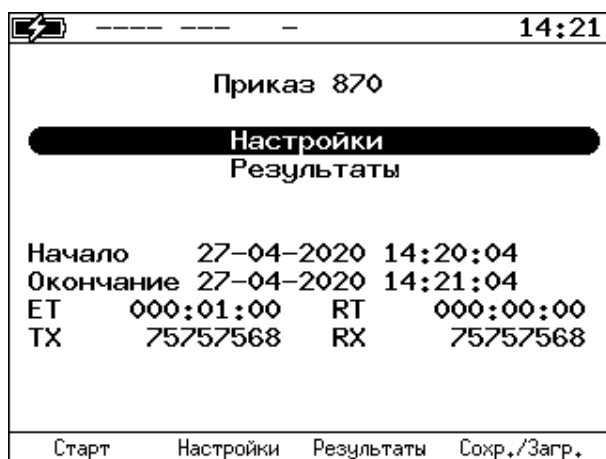 ---- --- -- - 14:21
Приказ 870
Настройки
Результаты
Начало 27-04-2020 14:20:04
Окончание 27-04-2020 14:21:04
ET 000:01:00 RT 000:00:00
TX 75757568 RX 75757568
Старт Настройки Результаты Сохр./Загр.